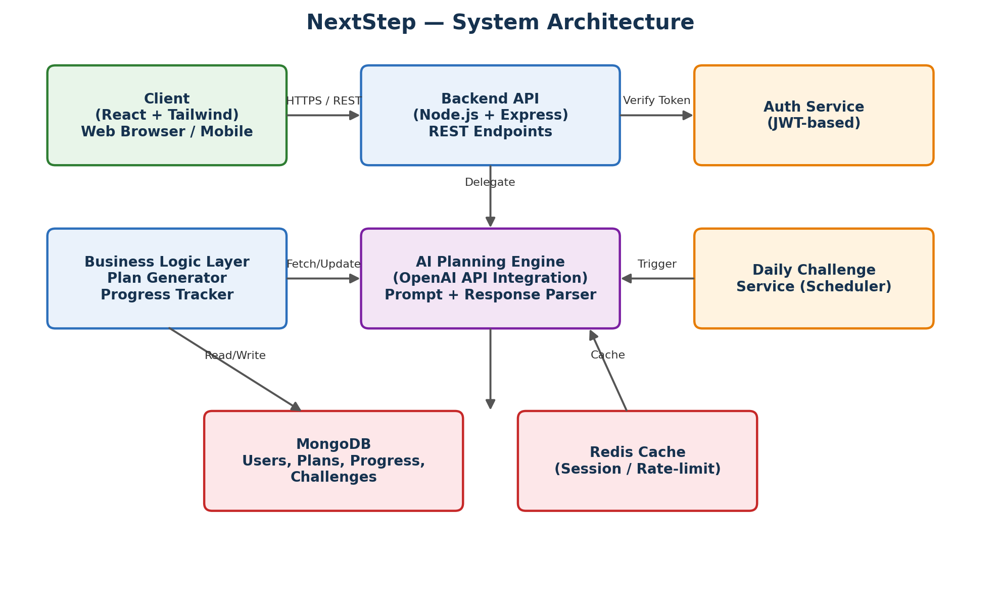 NextStep — System Architecture
Client
(React + Tailwind)
Web Browser / Mobile
HTTPS / REST
Backend API
(Node.js + Express)
REST Endpoints
Verify Token
Auth Service
(JWT-based)
Delegate
Business Logic Layer
Plan Generator
Progress Tracker
Fetch/Update
AI Planning Engine
(OpenAI API Integration)
Prompt + Response Parser
Trigger
Daily Challenge
Service (Scheduler)
Read/Write
Cache
MongoDB
Users, Plans, Progress,
Challenges
Redis Cache
(Session / Rate-limit)